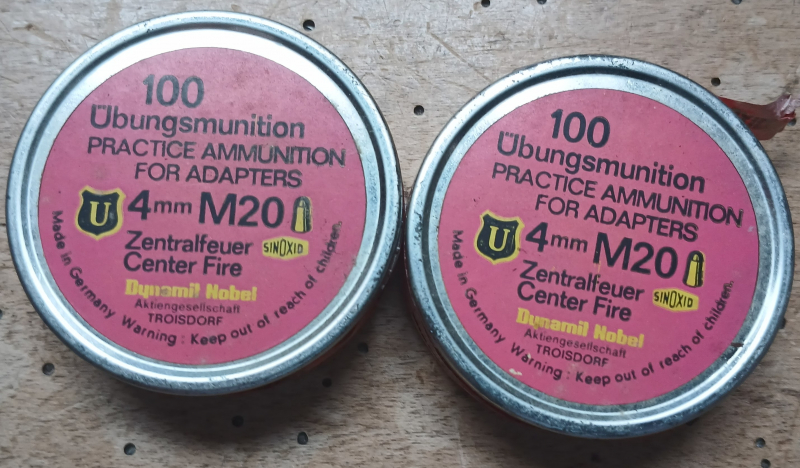 100
Übungsmunition
PRACTICE AMMUNITION
FOR ADAPTERS
U 4mm M20
Zentralfeuer SINOXID
Center Fire
Dynamit Nobel
Aktiengesellschaft
TROISDORF
Made in Germany Warning: Keep out of reach of children.
100
Übungsmunition
PRACTICE AMMUNITION
FOR ADAPTERS
U 4mm M20
Zentralfeuer SINOXID
Center Fire
Dynamit Nobel
Aktiengesellschaft
TROISDORF
Made in Germany Warning: Keep out of reach of children.